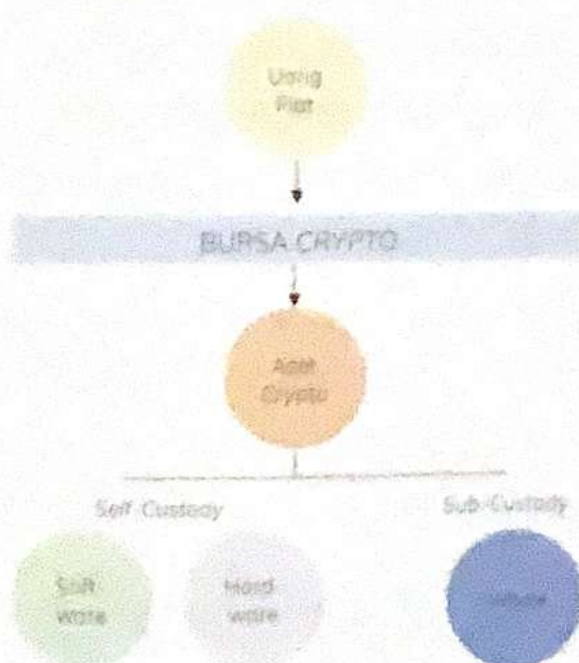 Uang
Fiat
BURSA CRYPTO
Aset
Crypto
Self Custody
Sub Custody
Soft
ware
Hard
ware